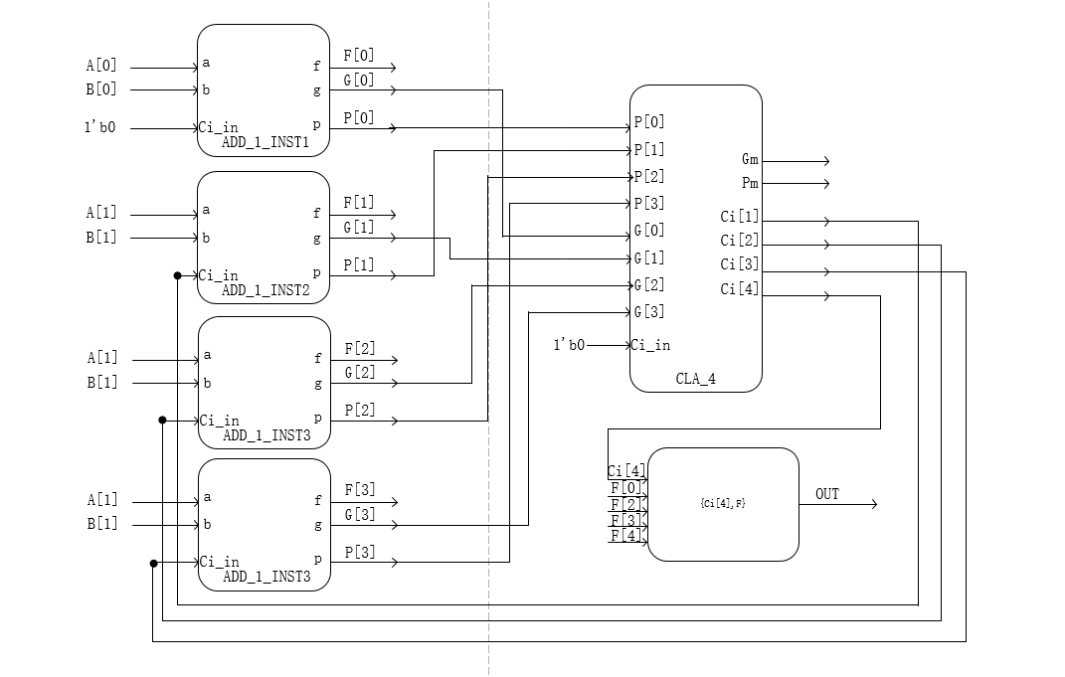 A[0] a f F[0]
B[0] b g G[0]
1'b0 Ci_in p P[0]
ADD_1_INST1
A[1] a f F[1]
B[1] b g G[1]
Ci_in p P[1]
ADD_1_INST2
A[1] a f F[2]
B[1] b g G[2]
Ci_in p P[2]
ADD_1_INST3
A[1] a f F[3]
B[1] b g G[3]
Ci_in p P[3]
ADD_1_INST3
P[0]
P[1]
P[2]
P[3]
G[0]
G[1]
G[2]
G[3]
1'b0 Ci_in
Gm
Pm
Ci[1]
Ci[2]
Ci[3]
Ci[4]
CLA_4
Ci[4]
F[0]
F[2]
F[3]
F[4]
{Ci[4],F}
OUT